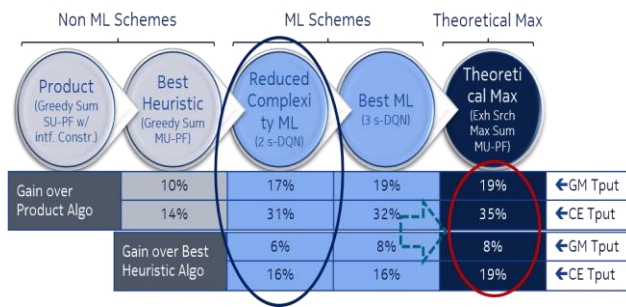 Non ML Schemes
ML Schemes
Theoretical Max
Product
(Greedy Sum
SU-PF w/
intf. Constr.)
Best
Heuristic
(Greedy Sum
MU-PF)
Reduced
Complexi
ty ML
(2 s-DQN)
Best ML
(3 s-DQN)
Theoreti
cal Max
(Exh Srch
Max Sum
MU-PF)
Gain over
Product Algo
10% 17% 19% 19% ←GM Tput
14% 31% 32% 35% ←CE Tput
Gain over Best
Heuristic Algo
6% 8% 8% ←GM Tput
16% 16% 19% ←CE Tput